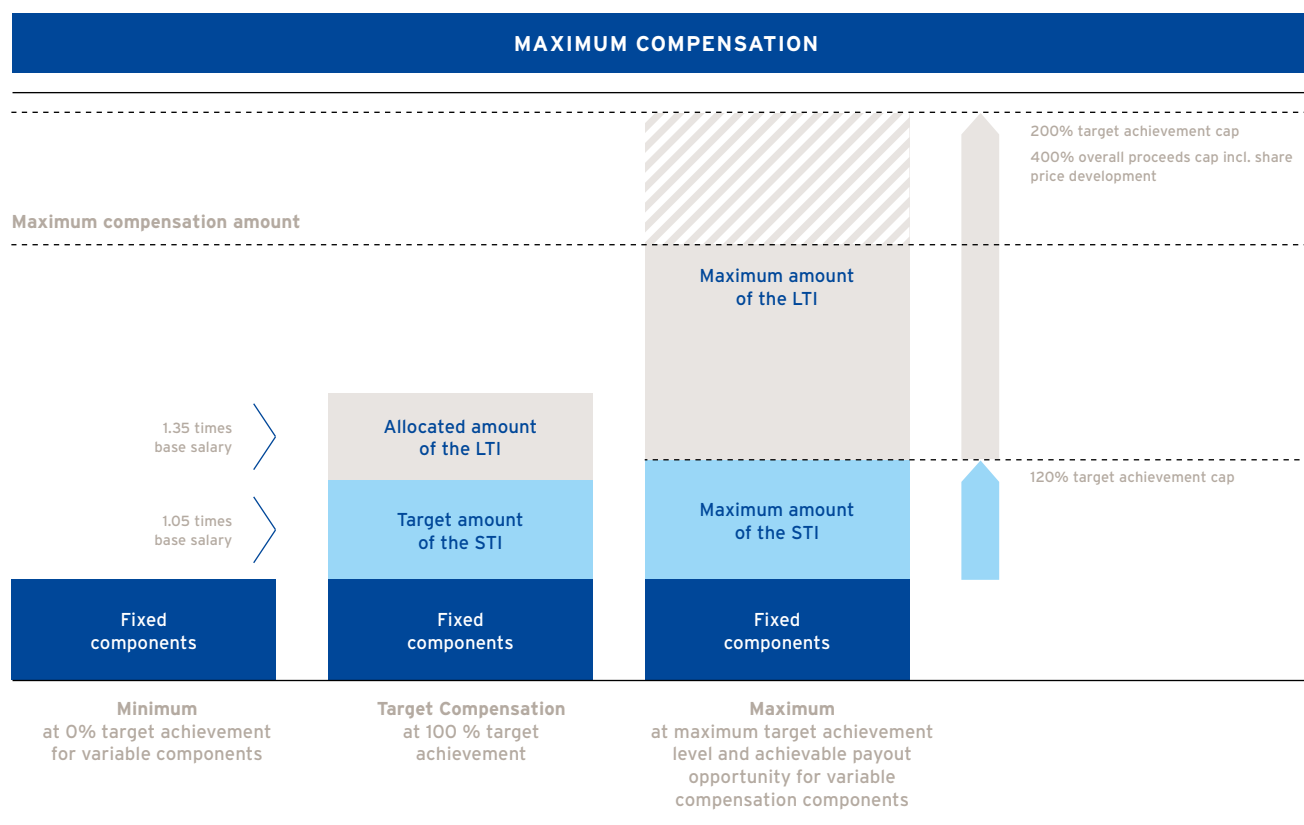 MAXIMUM COMPENSATION
200% target achievement cap
400% overall proceeds cap incl. share
price development
Maximum compensation amount
Maximum amount
of the LTI
1.35 times
base salary
Allocated amount
of the LTI
120% target achievement cap
1.05 times
base salary
Target amount
of the STI
Maximum amount
of the STI
Fixed
components
Fixed
components
Fixed
components
Minimum
at 0% target achievement
for variable components
Target Compensation
at 100 % target
achievement
Maximum
at maximum target achievement
level and achievable payout
opportunity for variable
compensation components